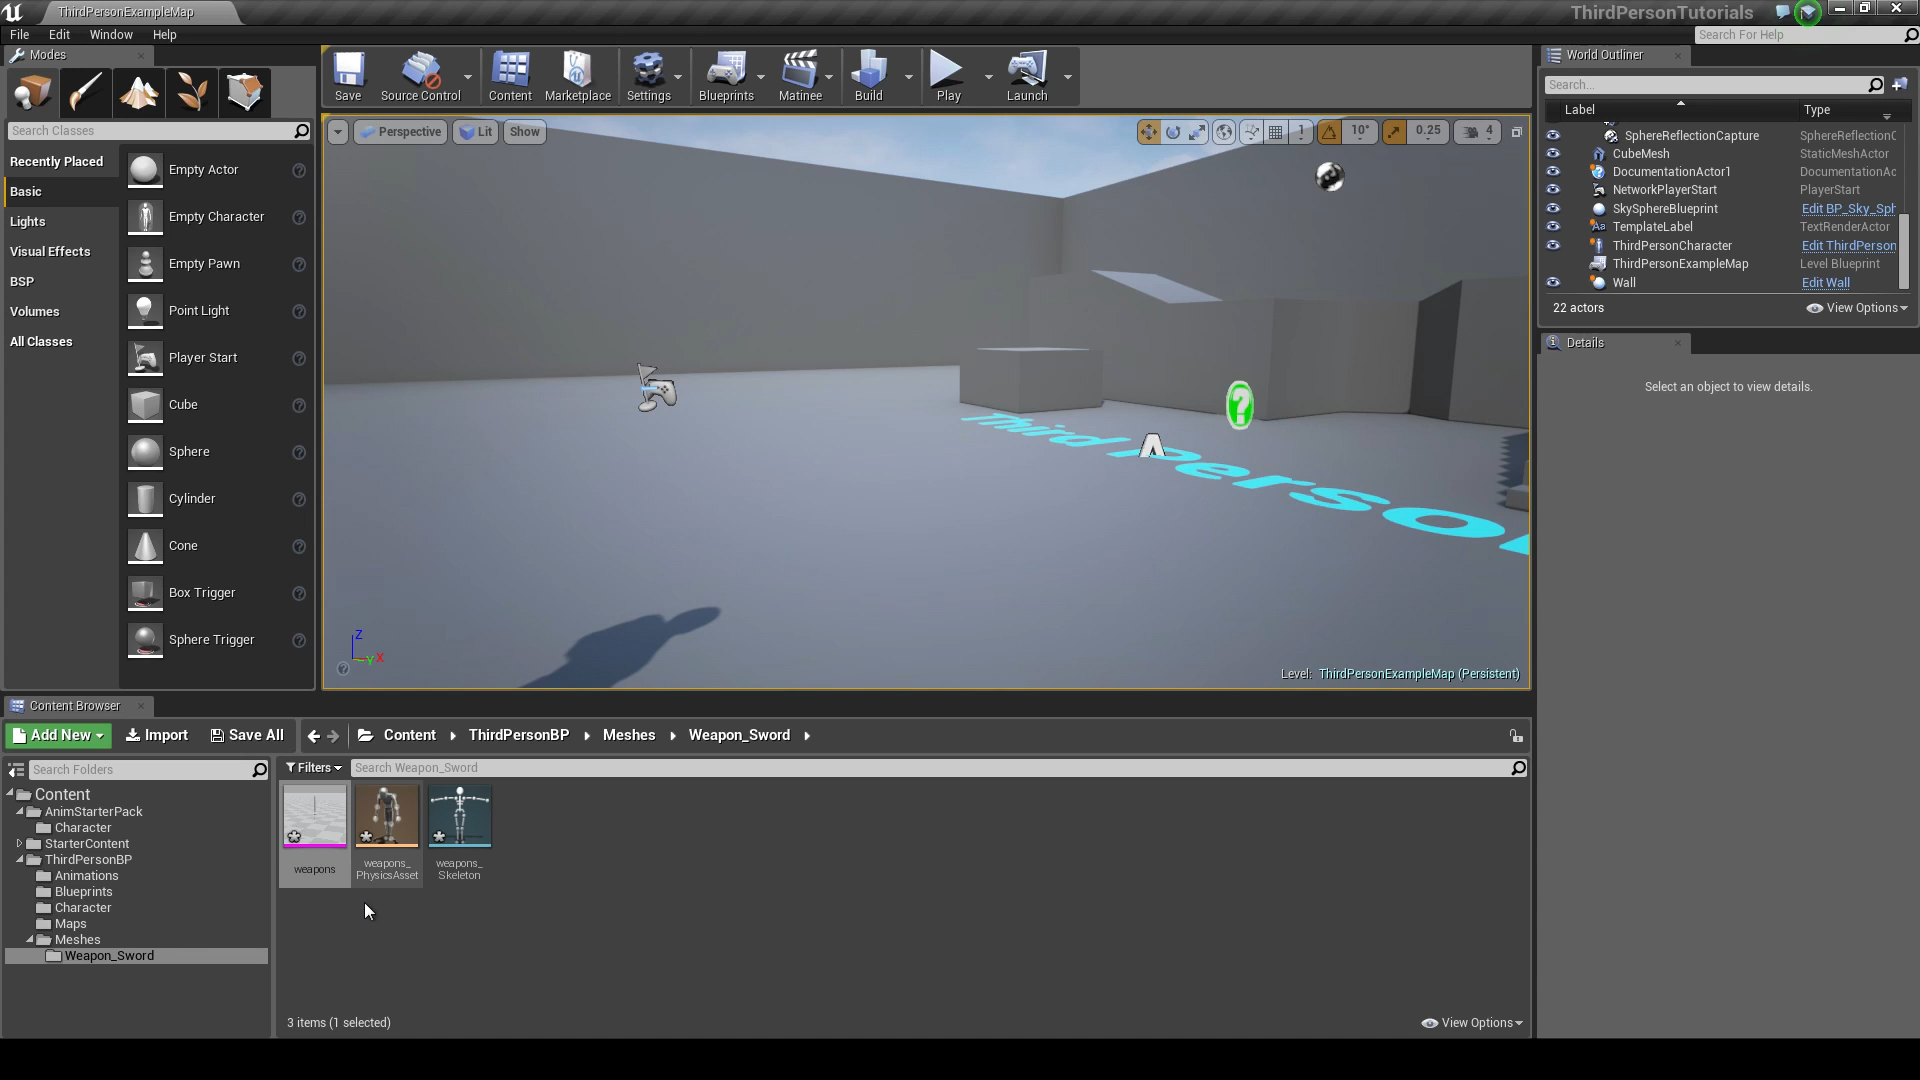 ThirdPersonExampleMap
ThirdPersonTutorials
File Edit Window Help
Search For Help
Modes
Search Classes
Recently Placed
Basic
Lights
Visual Effects
BSP
Volumes
All Classes
Empty Actor
Empty Character
Empty Pawn
Point Light
Player Start
Cube
Sphere
Cylinder
Cone
Box Trigger
Sphere Trigger
Save
Source Control
Content
Marketplace
Settings
Blueprints
Matinee
Build
Play
Launch
Perspective
Lit
Show
1
10°
0.25
4
Third Perso
Z
Y X
Level: ThirdPersonExampleMap (Persistent)
World Outliner
Search...
Label Type
SphereReflectionCapture SphereReflectionC
CubeMesh StaticMeshActor
DocumentationActor1 DocumentationAc
NetworkPlayerStart PlayerStart
SkySphereBlueprint Edit BP_Sky_Sph
TemplateLabel TextRenderActor
ThirdPersonCharacter Edit ThirdPerson
ThirdPersonExampleMap Level Blueprint
Wall Edit Wall
22 actors
View Options
Details
Select an object to view details.
Content Browser
Add New
Import
Save All
Content
ThirdPersonBP
Meshes
Weapon_Sword
Search Folders
Filters
Search Weapon_Sword
Content
AnimStarterPack
Character
StarterContent
ThirdPersonBP
Animations
Blueprints
Character
Maps
Meshes
Weapon_Sword
weapons
weapons_
PhysicsAsset
weapons_
Skeleton
3 items (1 selected)
View Options